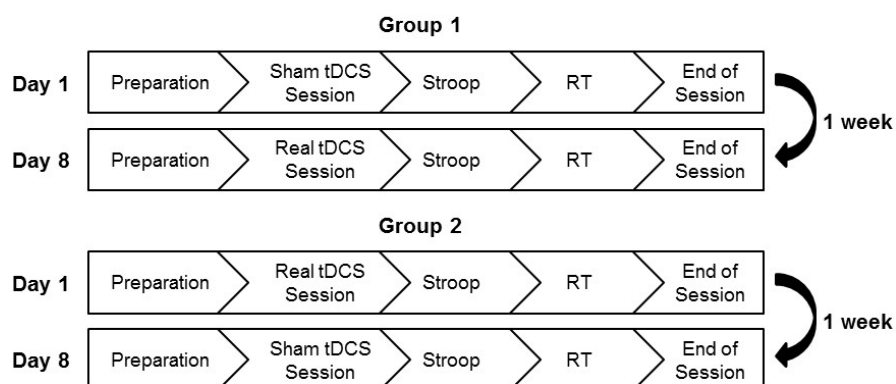 Group 1
Day 1
Preparation
Sham tDCS
Session
Stroop
RT
End of
Session
1 week
Day 8
Preparation
Real tDCS
Session
Stroop
RT
End of
Session
Group 2
Day 1
Preparation
Real tDCS
Session
Stroop
RT
End of
Session
1 week
Day 8
Preparation
Sham tDCS
Session
Stroop
RT
End of
Session